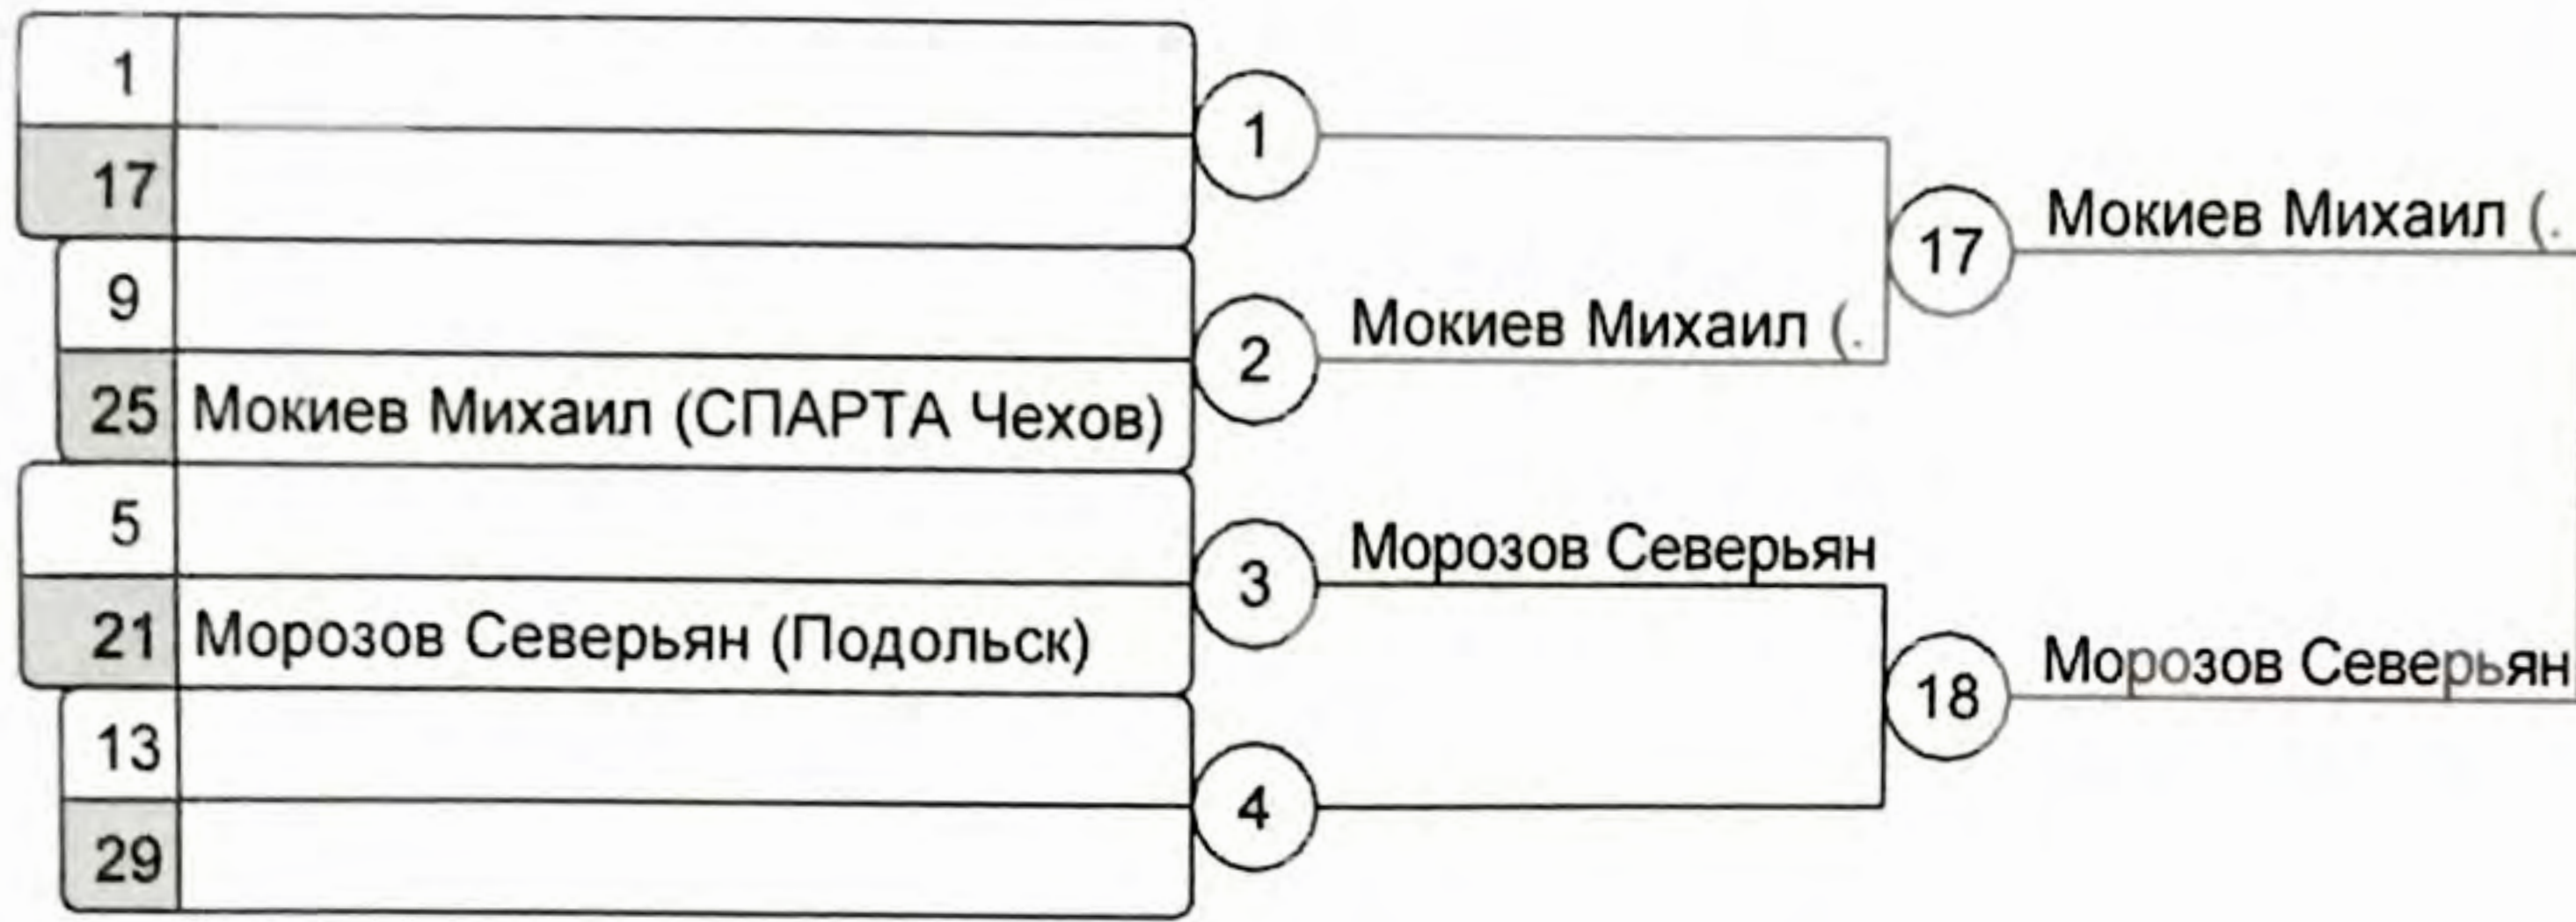 1
17
1
17
Мокиев Михаил (.
9
2
Мокиев Михаил (.
25 Мокиев Михаил (СПАРТА Чехов)
5
3
Морозов Северьян
21 Морозов Северьян (Подольск)
18
Морозов Северьян
13
4
29